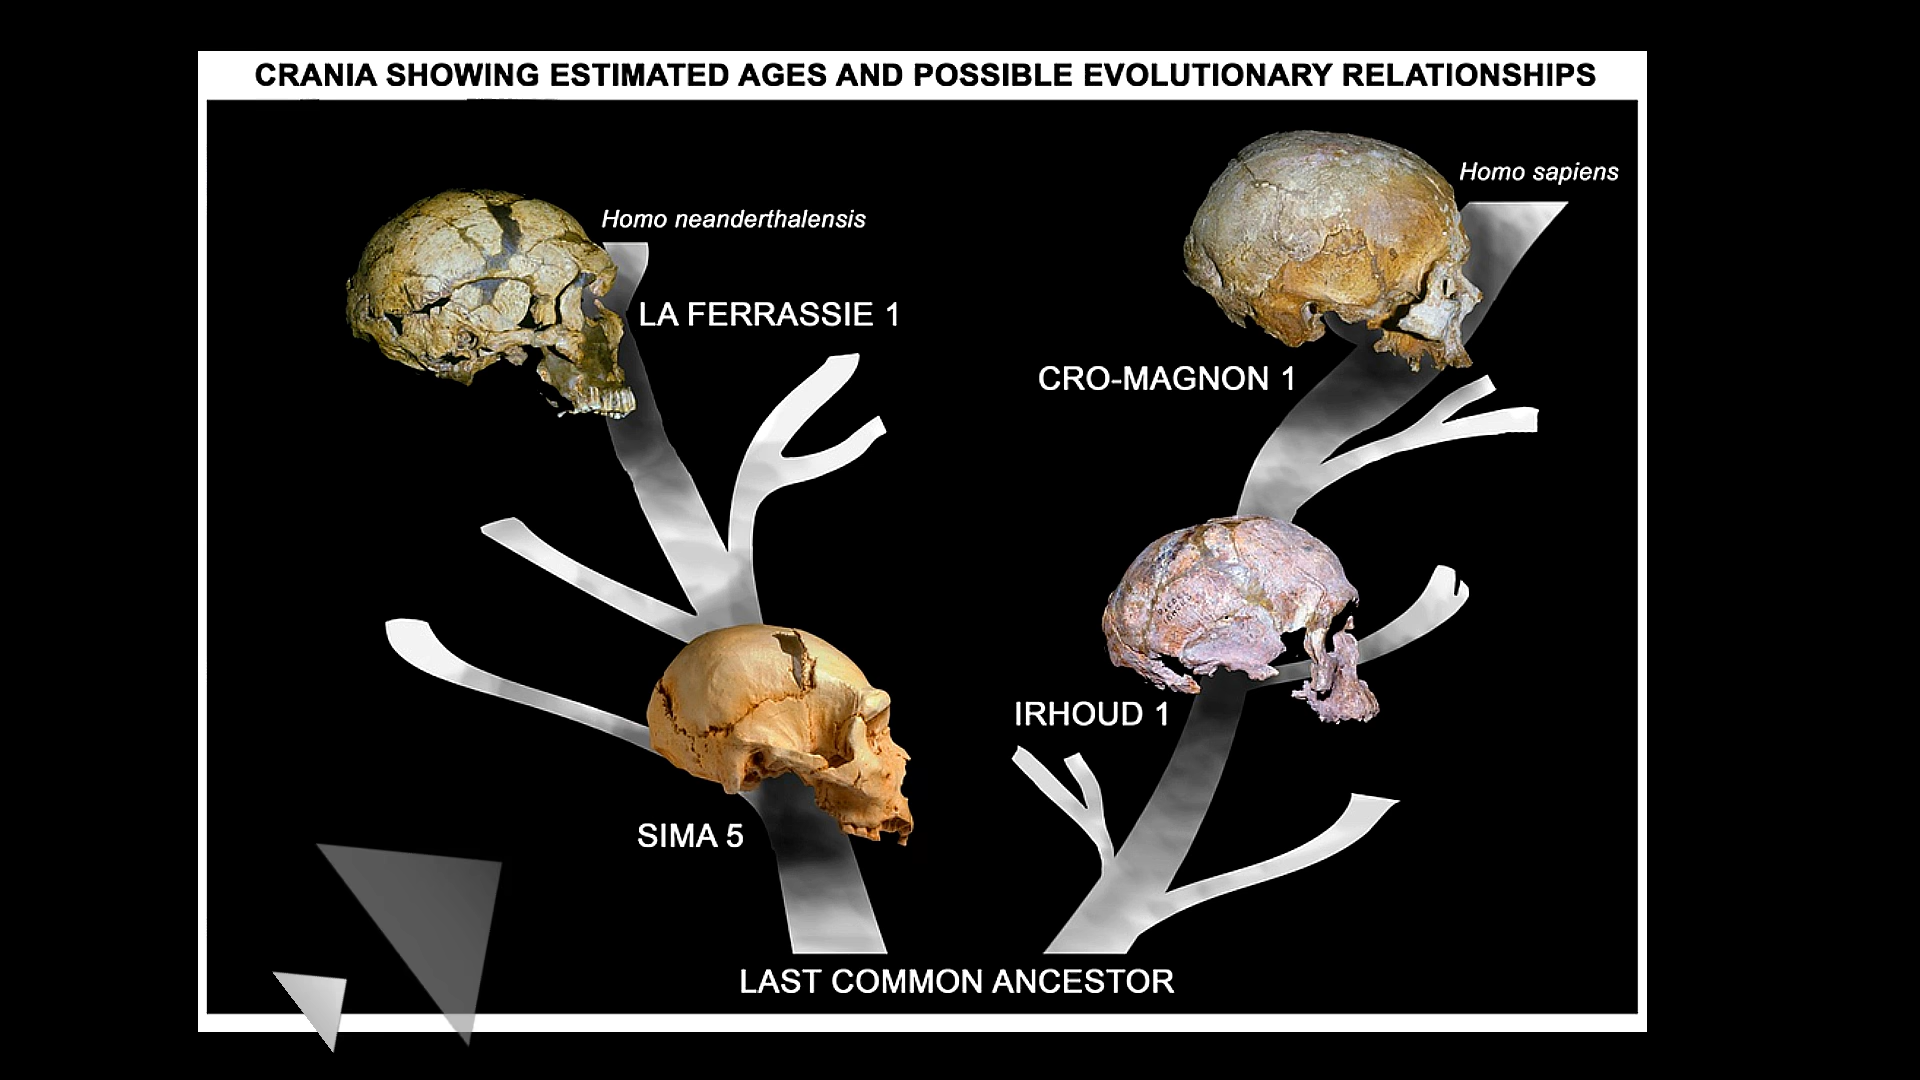 CRANIA SHOWING ESTIMATED AGES AND POSSIBLE EVOLUTIONARY RELATIONSHIPS
Homo sapiens
Homo neanderthalensis
LA FERRASSIE 1
CRO-MAGNON 1
IRHOUD 1
SIMA 5
LAST COMMON ANCESTOR